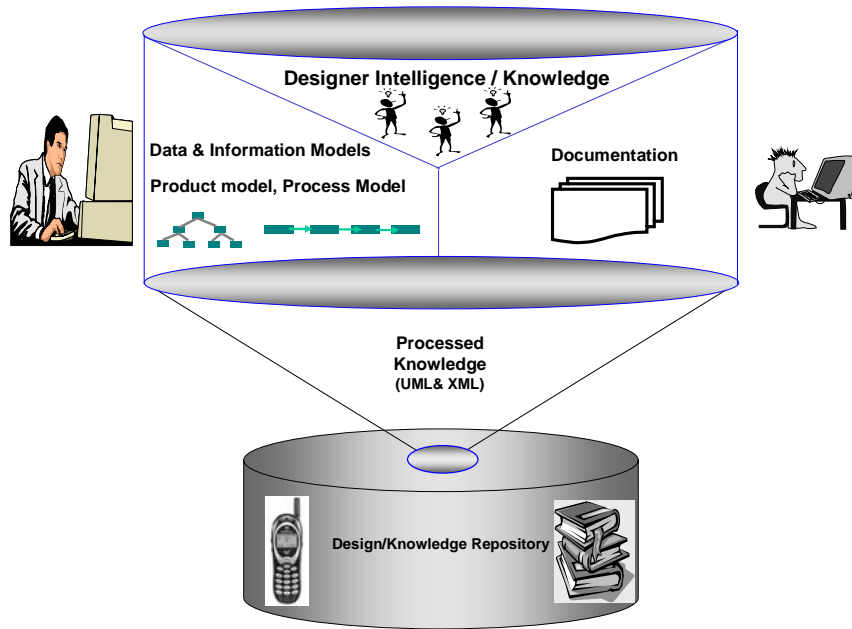 Designer Intelligence / Knowledge
Data & Information Models
Product model, Process Model
Documentation
Processed
Knowledge
(UML& XML)
Design/Knowledge Repository